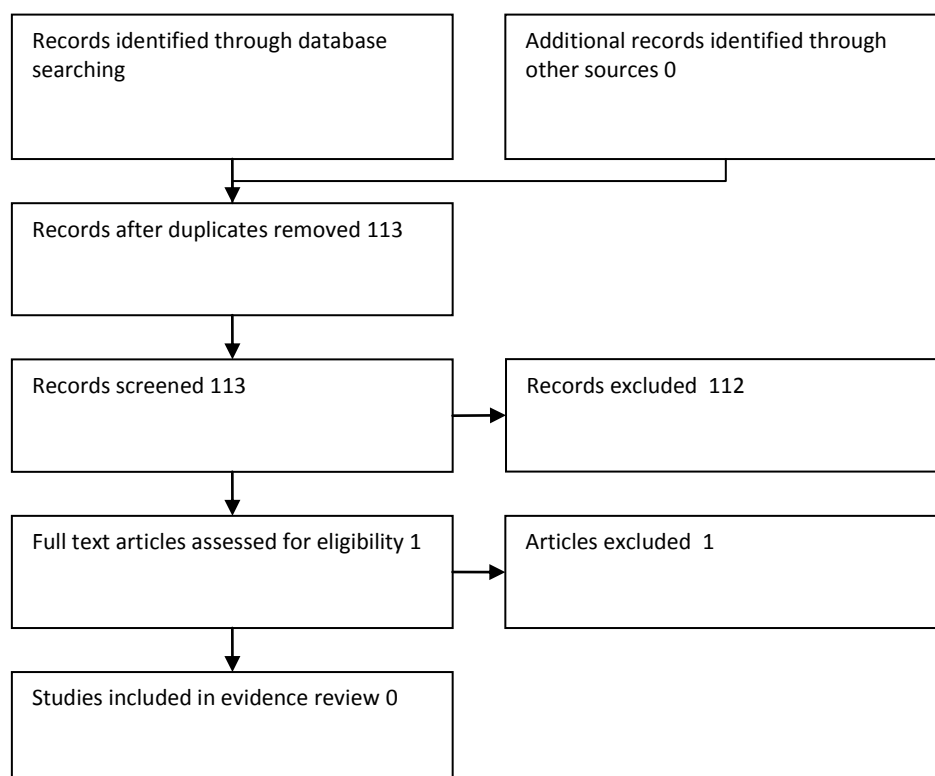 Records identified through database
searching
Additional records identified through
other sources 0
Records after duplicates removed 113
Records screened 113
Records excluded  112
Full text articles assessed for eligibility 1
Articles excluded  1
Studies included in evidence review 0